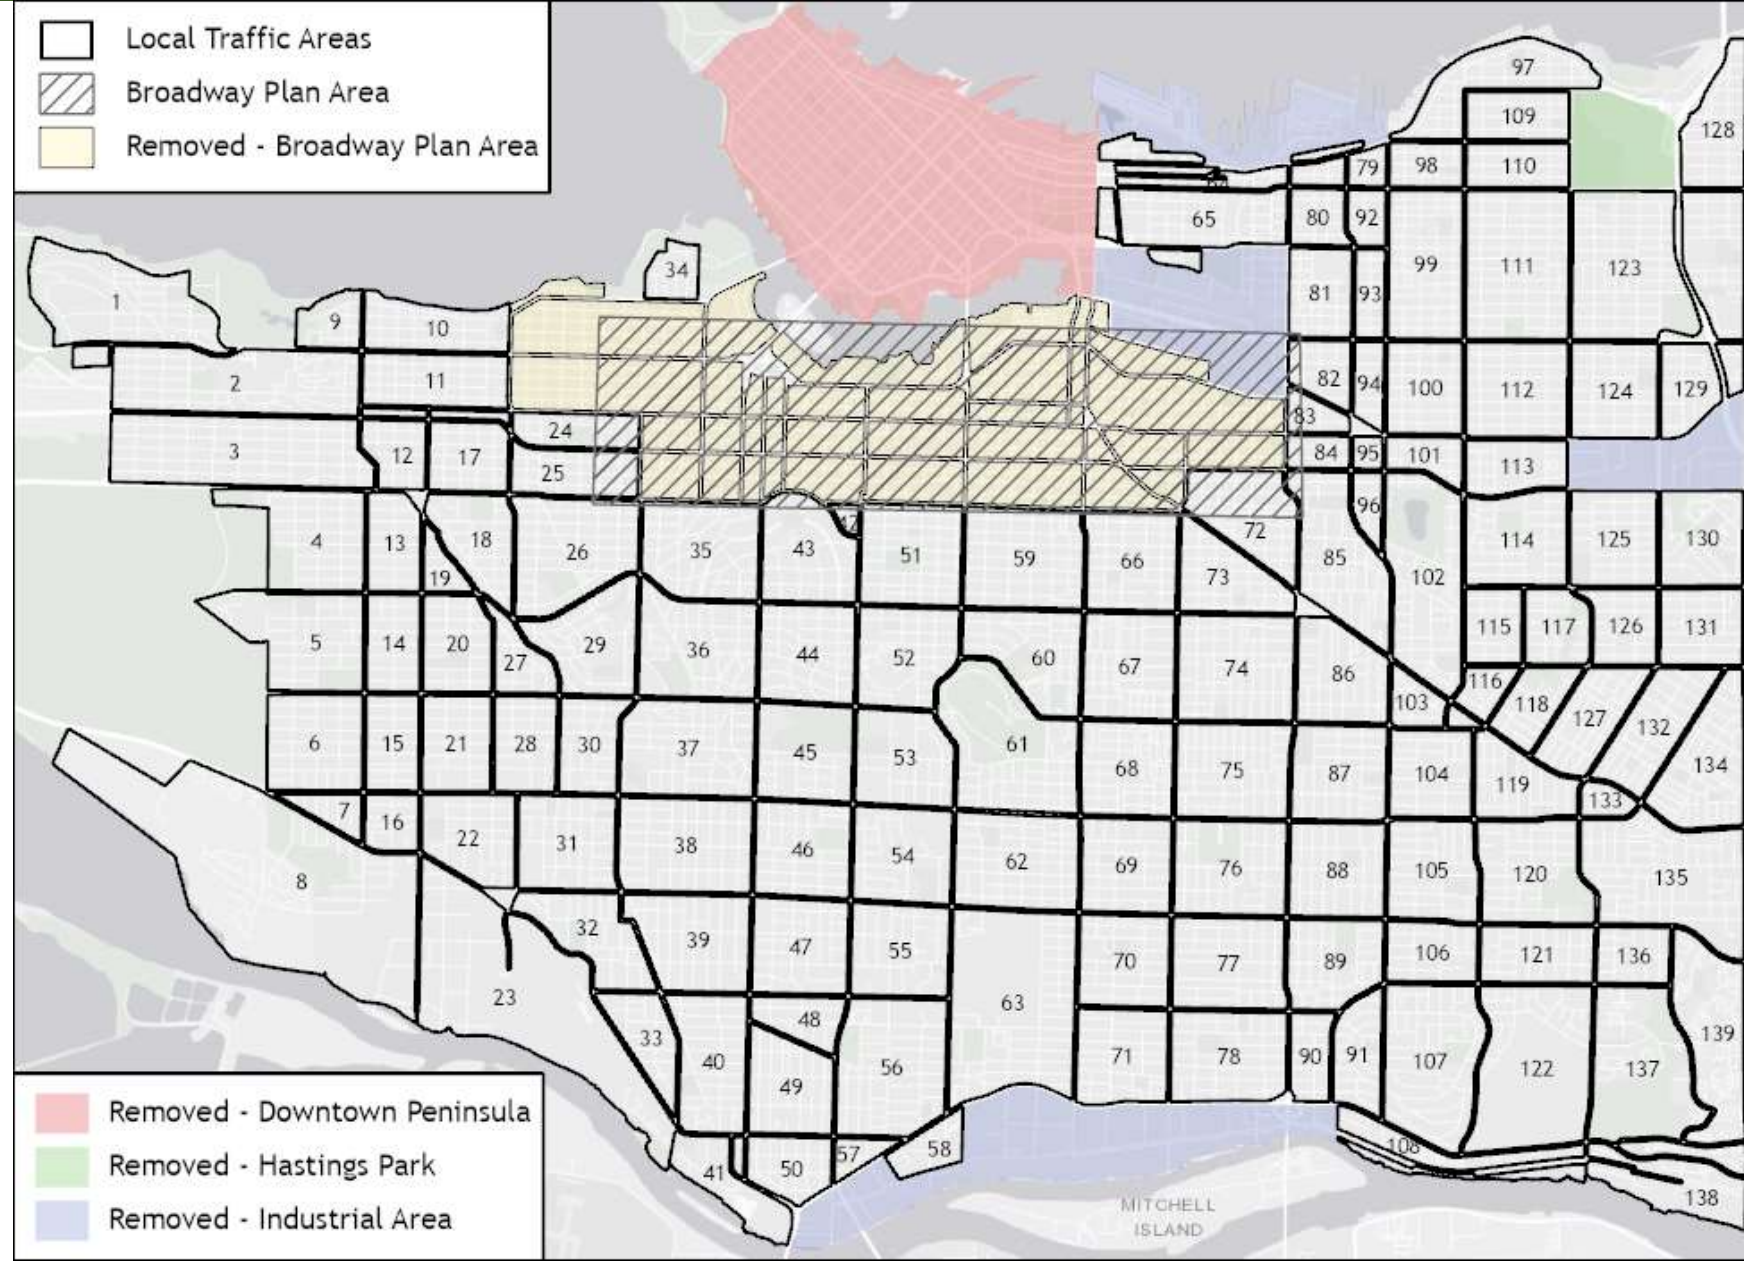 Local Traffic Areas
Broadway Plan Area
Removed - Broadway Plan Area
97
109
128
79 98 110
65 80 92
34
99 111 123
1
81 93
9 10
2 11
82 94 100 112 124 129
83
24
3 12 17 25
84 95 101 113
96
4 13 18 26 35 43 51 59 66 72
19 73 85 102 114 125 130
5 14 20 27 29 36 44 52 60 67 74 86
115 117 126 131
103 116 118 127 132 134
6 15 21 28 30 37 45 53 61 68 75 87 104 119 133
7 16 22 31 38 46 54 62 69 76 88 105 120 135
8
32 39 47 55 70 77 89 106 121 136
23 63
33 48 139
40 49 56 71 78 90 91 107 122 137
41 50 57 58 108
138
Removed - Downtown Peninsula
Removed - Hastings Park
Removed - Industrial Area
MITCHELL
ISLAND